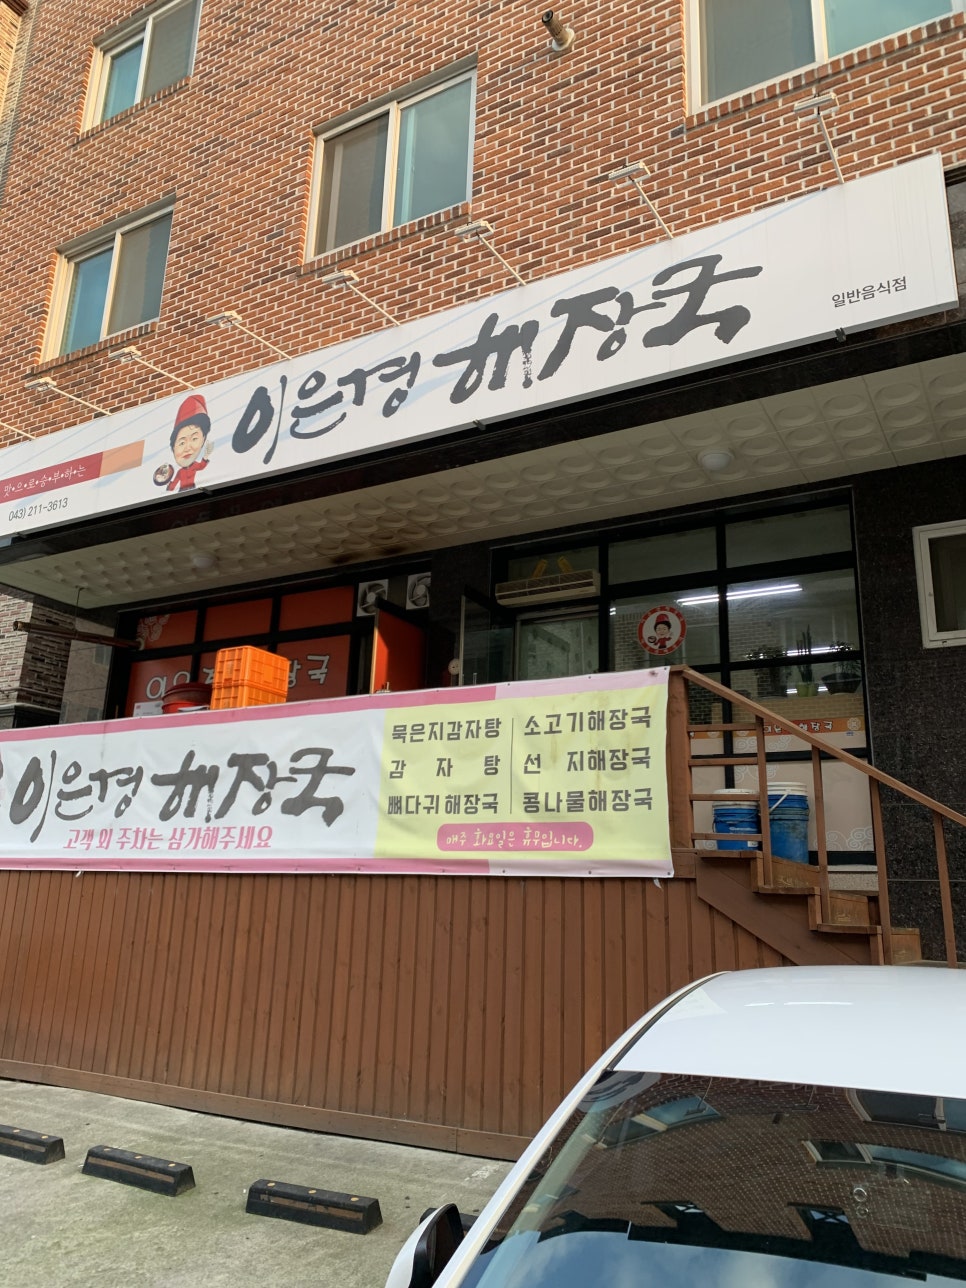 이은경 해장국
일반음식점
맛•으•로•승•부•하•는
043) 211-3613
장국
이은경 해장국
고객 외 주차는 삼가해주세요
묵은지감자탕
감 자 탕
뼈다귀해장국
소고기해장국
선 지해장국
콩나물해장국
매주 화요일은 휴무입니다.